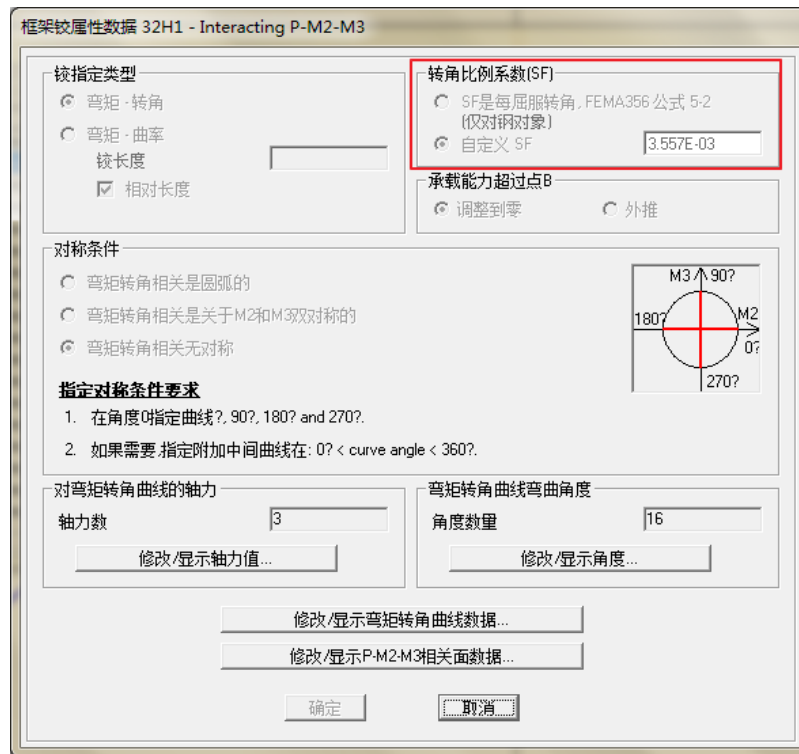 框架铰属性数据 32H1 - Interacting P-M2-M3
铰指定类型
弯矩 - 转角
弯矩 - 曲率
铰长度
相对长度
转角比例系数(SF)
SF是每屈服转角, FEMA356 公式 5-2
(仅对钢对象)
自定义 SF
3.557E-03
承载能力超过点B
调整到零
外推
对称条件
弯矩转角相关是圆弧的
弯矩转角相关是关于M2和M3双对称的
弯矩转角相关无对称
M3 90?
180?
M2
0?
270?
指定对称条件要求
1. 在角度0指定曲线?, 90?, 180? and 270?.
2. 如果需要,指定附加中间曲线在: 0? < curve angle < 360?.
对弯矩转角曲线的轴力
轴力数
3
修改/显示轴力值...
弯矩转角曲线弯曲角度
角度数量
16
修改/显示角度...
修改/显示弯矩转角曲线数据...
修改/显示P-M2-M3相关面数据...
确定
取消